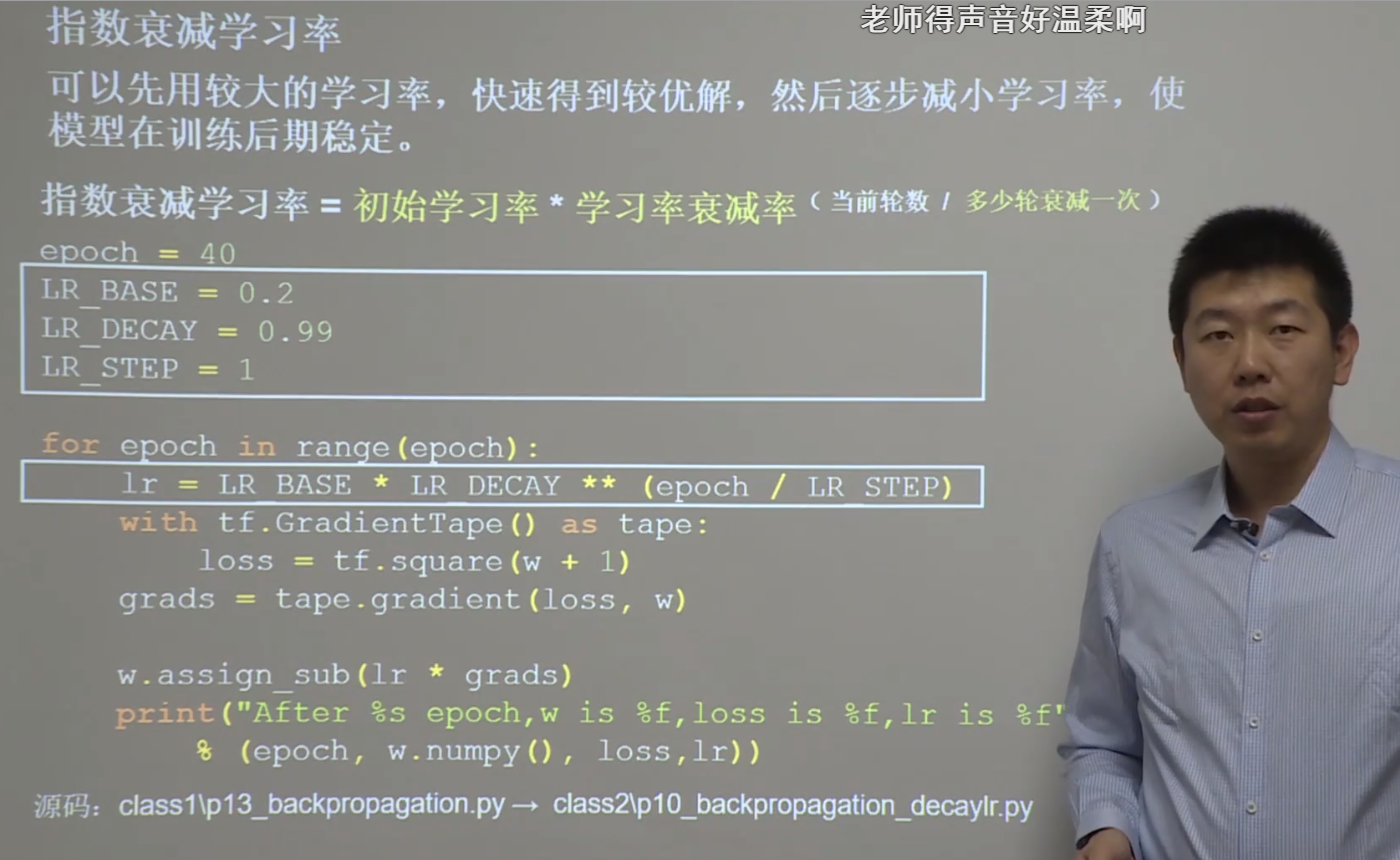 老师得声音好温柔啊
指数衰减学习率
可以先用较大的学习率，快速得到较优解，然后逐步减小学习率，使
模型在训练后期稳定。
指数衰减学习率 = 初始学习率 * 学习率衰减率（ 当前轮数 / 多少轮衰减一次 ）
epoch = 40
LR_BASE = 0.2
LR_DECAY = 0.99
LR_STEP = 1
for epoch in range(epoch):
lr = LR_BASE * LR_DECAY ** (epoch / LR_STEP)
with tf.GradientTape() as tape:
loss = tf.square(w + 1)
grads = tape.gradient(loss, w)
w.assign_sub(lr * grads)
print("After %s epoch,w is %f,loss is %f,lr is %f"
% (epoch, w.numpy(), loss,lr))
源码：class1\p13_backpropagation.py → class2\p10_backpropagation_decaylr.py